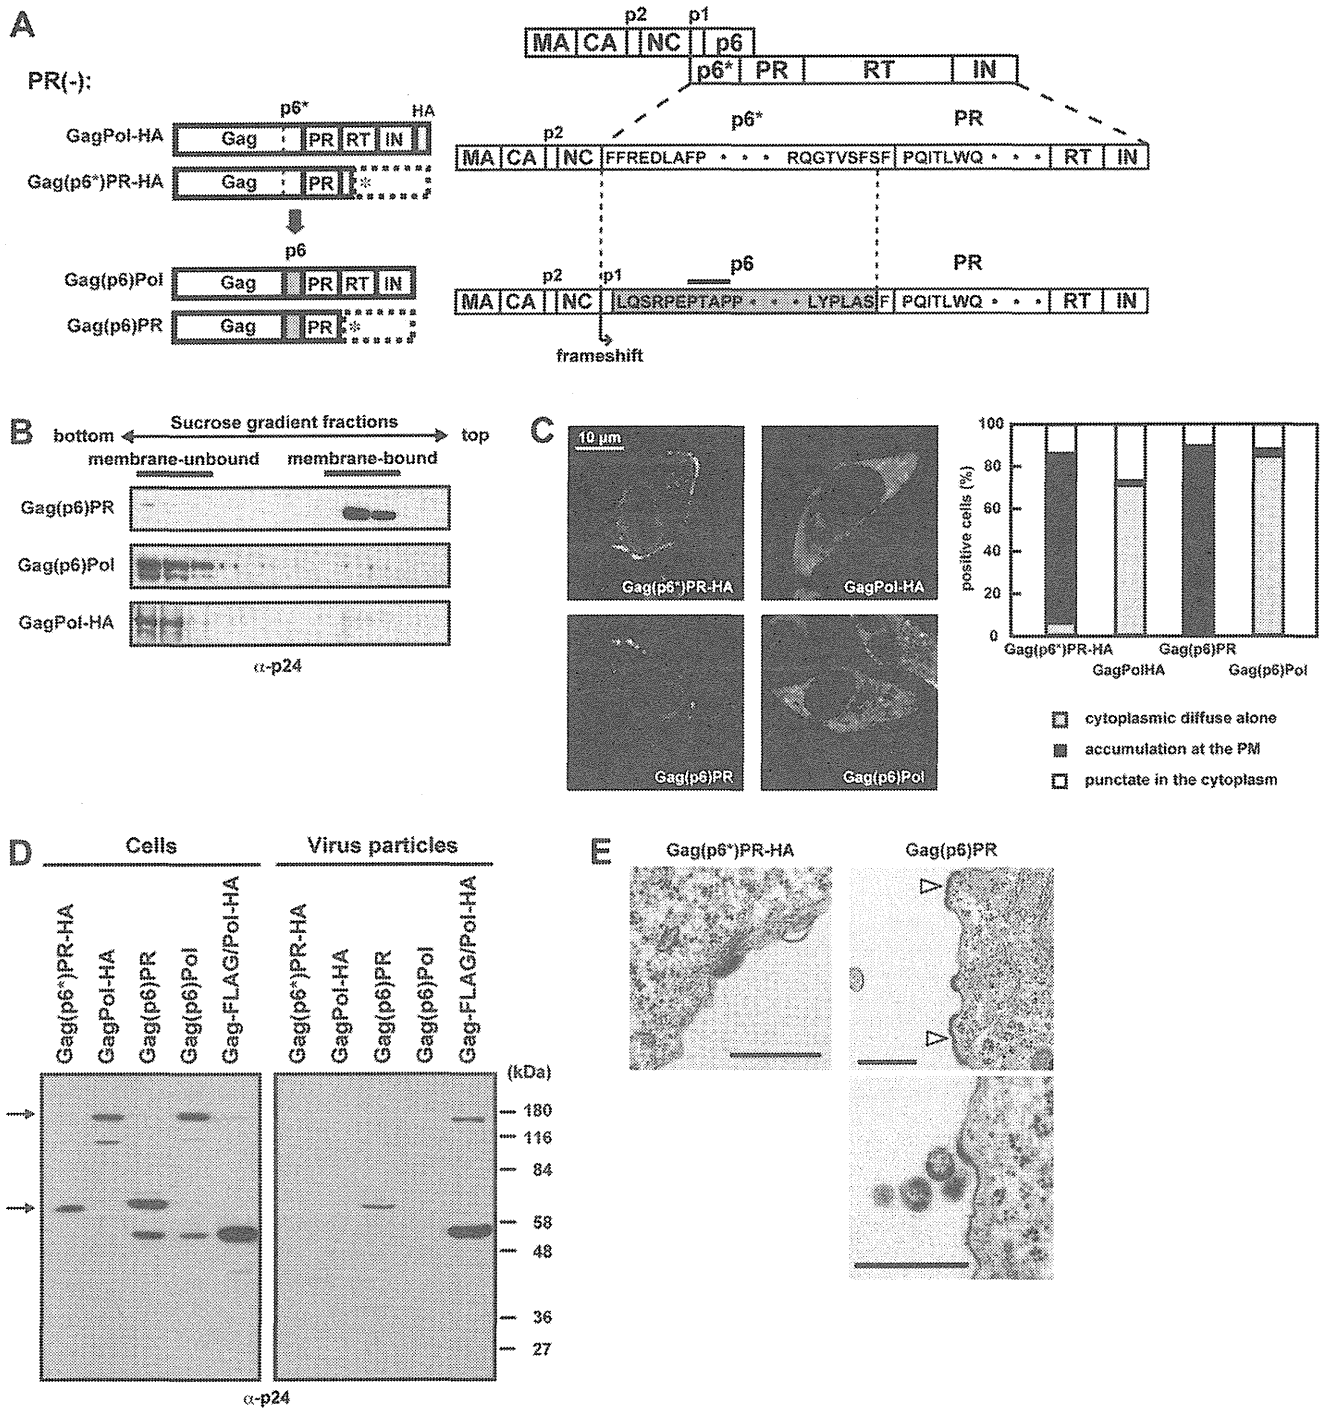 A
PR(-):
p6*
HA
GagPol-HA
Gag PR RT IN
Gag(p6*)PR-HA
Gag PR *
p6
Gag(p6)Pol
Gag PR RT IN
Gag(p6)PR
Gag PR *
p2 p1
MA CA NC p6
p6* PR RT IN
p6* PR
p2
MA CA NC FFREDLAFP • • • RQGTVSFSF PQITLWQ • • • RT IN
p6 PR
p2 p1
MA CA NC LQSRPEPTAPP • • • LYPLAS F PQITLWQ • • • RT IN
frameshift
B
Sucrose gradient fractions
bottom top
membrane-unbound membrane-bound
Gag(p6)PR
Gag(p6)Pol
GagPol-HA
α-p24
C
10 µm
Gag(p6*)PR-HA
GagPol-HA
Gag(p6)PR
Gag(p6)Pol
positive cells (%)
100
80
60
40
20
0
Gag(p6*)PR-HA
GagPolHA
Gag(p6)PR
Gag(p6)Pol
cytoplasmic diffuse alone
accumulation at the PM
punctate in the cytoplasm
D
Cells
Virus particles
Gag(p6*)PR-HA
GagPol-HA
Gag(p6)PR
Gag(p6)Pol
Gag-FLAG/Pol-HA
Gag(p6*)PR-HA
GagPol-HA
Gag(p6)PR
Gag(p6)Pol
Gag-FLAG/Pol-HA
(kDa)
180
116
84
58
48
36
27
α-p24
E
Gag(p6*)PR-HA
Gag(p6)PR